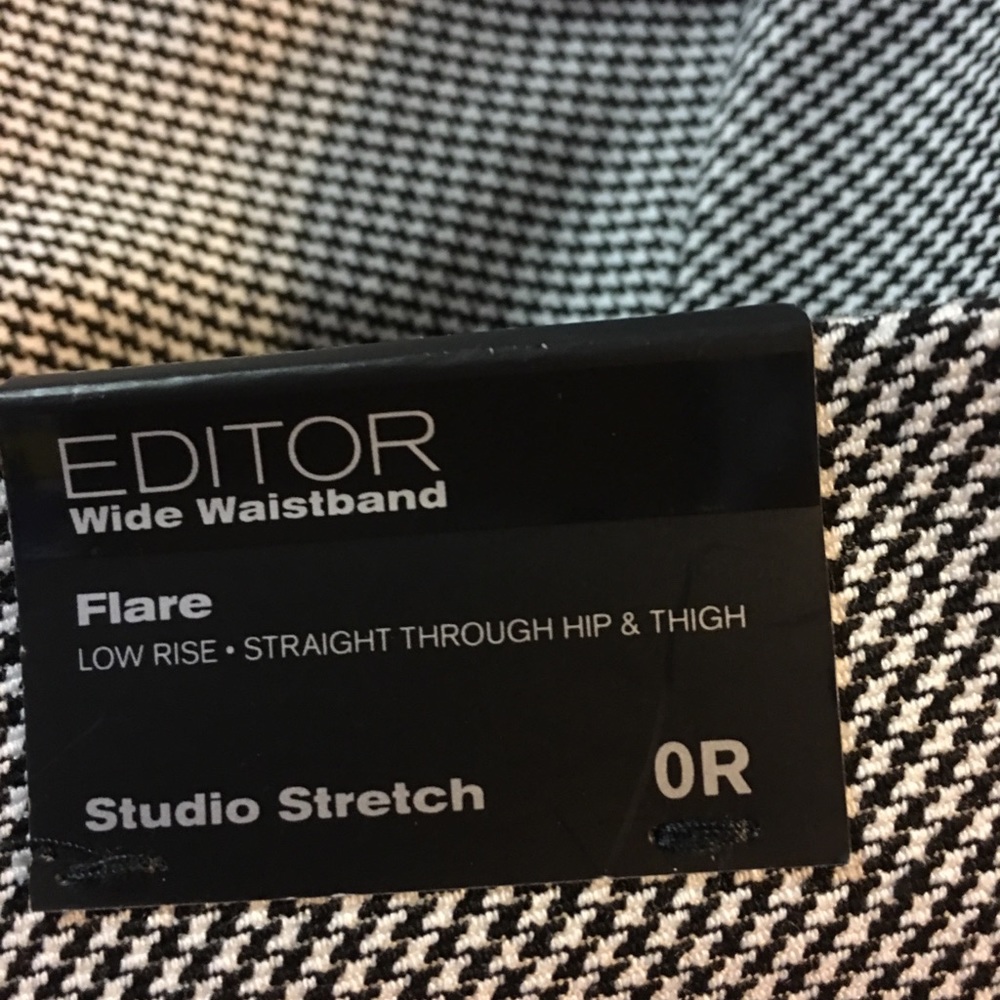 EDITOR
Wide Waistband
Flare
LOW RISE • STRAIGHT THROUGH HIP & THIGH
Studio Stretch 0R